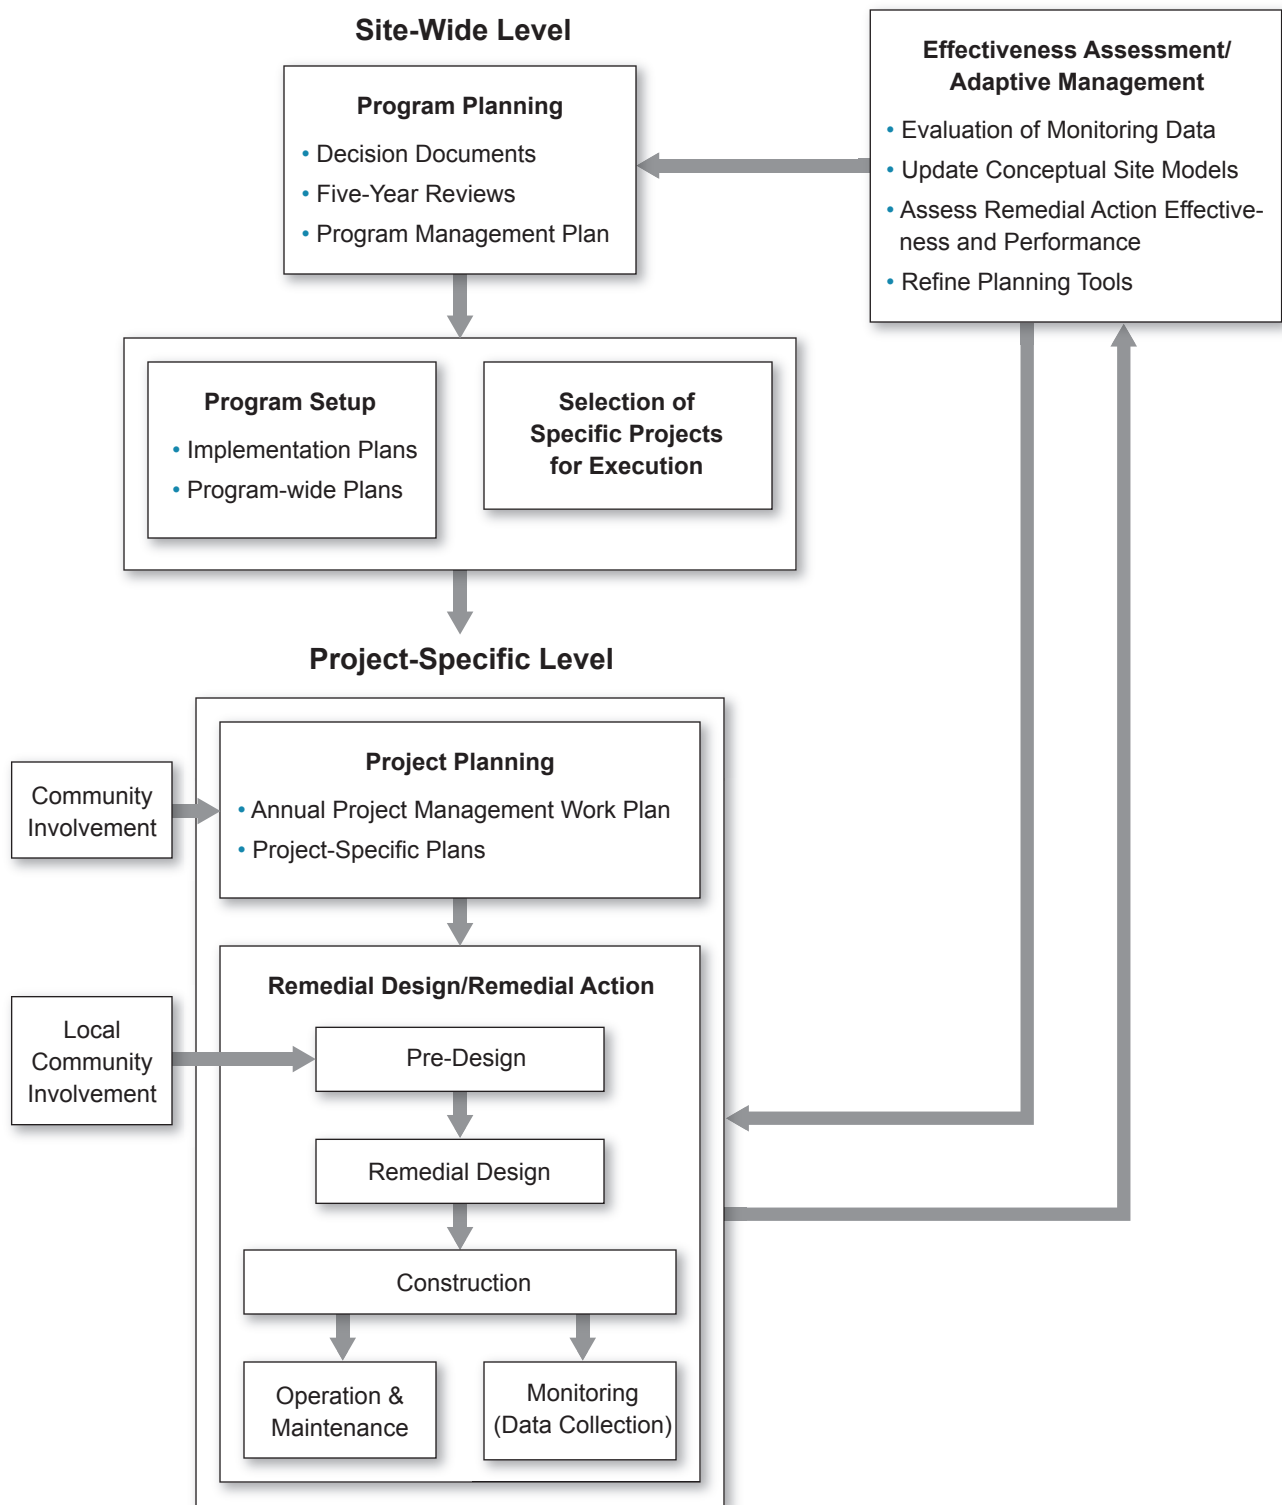 Site-Wide Level
Program Planning
• Decision Documents
• Five-Year Reviews
• Program Management Plan
Effectiveness Assessment/
Adaptive Management
• Evaluation of Monitoring Data
• Update Conceptual Site Models
• Assess Remedial Action Effective-
ness and Performance
• Refine Planning Tools
Program Setup
• Implementation Plans
• Program-wide Plans
Selection of
Specific Projects
for Execution
Project-Specific Level
Community
Involvement
Project Planning
• Annual Project Management Work Plan
• Project-Specific Plans
Local
Community
Involvement
Remedial Design/Remedial Action
Pre-Design
Remedial Design
Construction
Operation &
Maintenance
Monitoring
(Data Collection)